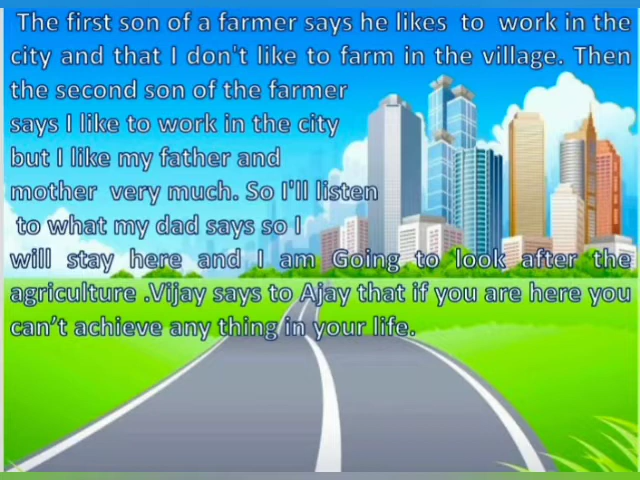 The first son of a farmer says he likes to work in the
city and that I don't like to farm in the village. Then
the second son of the farmer
says I like to work in the city
but I like my father and
mother very much. So I'll listen
to what my dad says so I
will stay here and I am Going to look after the
agriculture .Vijay says to Ajay that if you are here you
can't achieve any thing in your life.